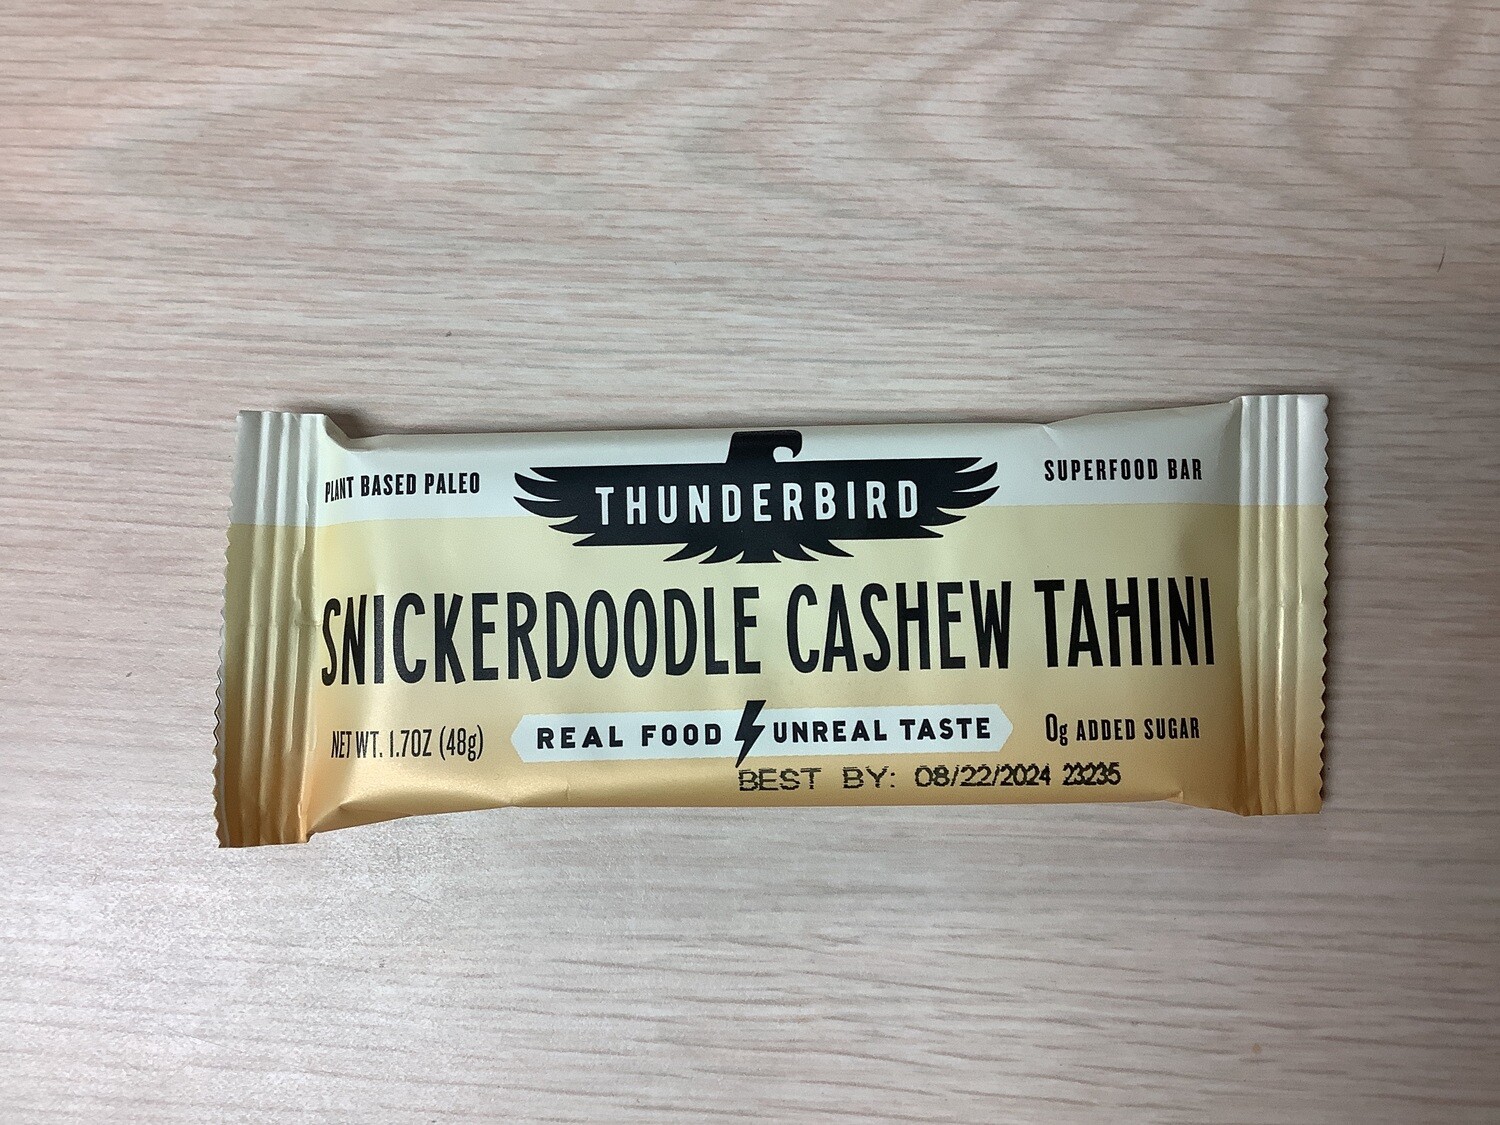 PLANT BASED PALEO
THUNDERBIRD
SUPERFOOD BAR
SNICKERDOODLE CASHEW TAHINI
NET WT. 1.7OZ (48g)
REAL FOOD UNREAL TASTE
0g ADDED SUGAR
BEST BY: 08/22/2024 23235